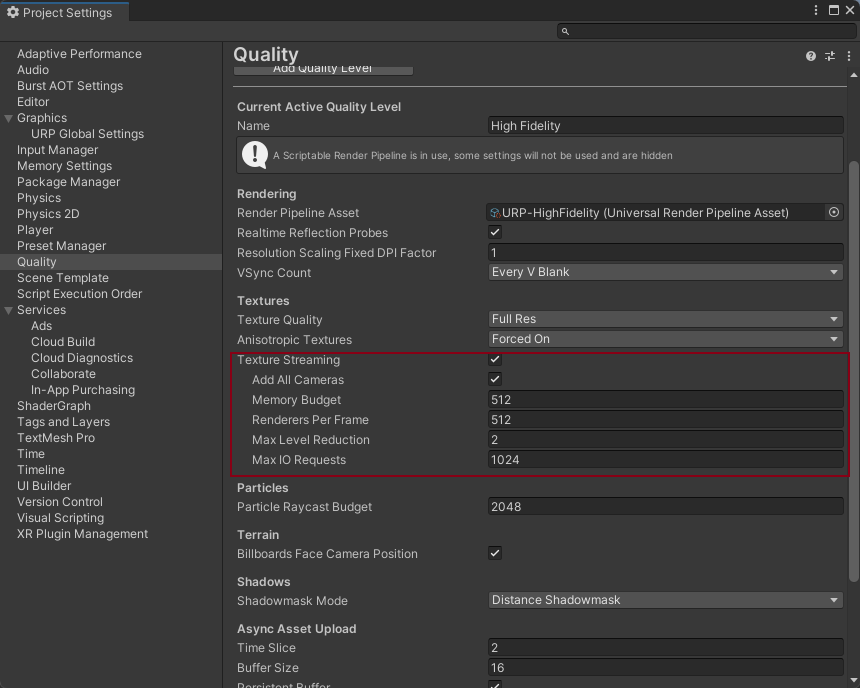 Project Settings
Adaptive Performance
Audio
Burst AOT Settings
Editor
Graphics
URP Global Settings
Input Manager
Memory Settings
Package Manager
Physics
Physics 2D
Player
Preset Manager
Quality
Scene Template
Script Execution Order
Services
Ads
Cloud Build
Cloud Diagnostics
Collaborate
In-App Purchasing
ShaderGraph
Tags and Layers
TextMesh Pro
Time
Timeline
UI Builder
Version Control
Visual Scripting
XR Plugin Management
Quality
Add Quality Level
Current Active Quality Level
Name High Fidelity
A Scriptable Render Pipeline is in use, some settings will not be used and are hidden
Rendering
Render Pipeline Asset URP-HighFidelity (Universal Render Pipeline Asset)
Realtime Reflection Probes
Resolution Scaling Fixed DPI Factor 1
VSync Count Every V Blank
Textures
Texture Quality Full Res
Anisotropic Textures Forced On
Texture Streaming
Add All Cameras
Memory Budget 512
Renderers Per Frame 512
Max Level Reduction 2
Max IO Requests 1024
Particles
Particle Raycast Budget 2048
Terrain
Billboards Face Camera Position
Shadows
Shadowmask Mode Distance Shadowmask
Async Asset Upload
Time Slice 2
Buffer Size 16
Persistent Buffer